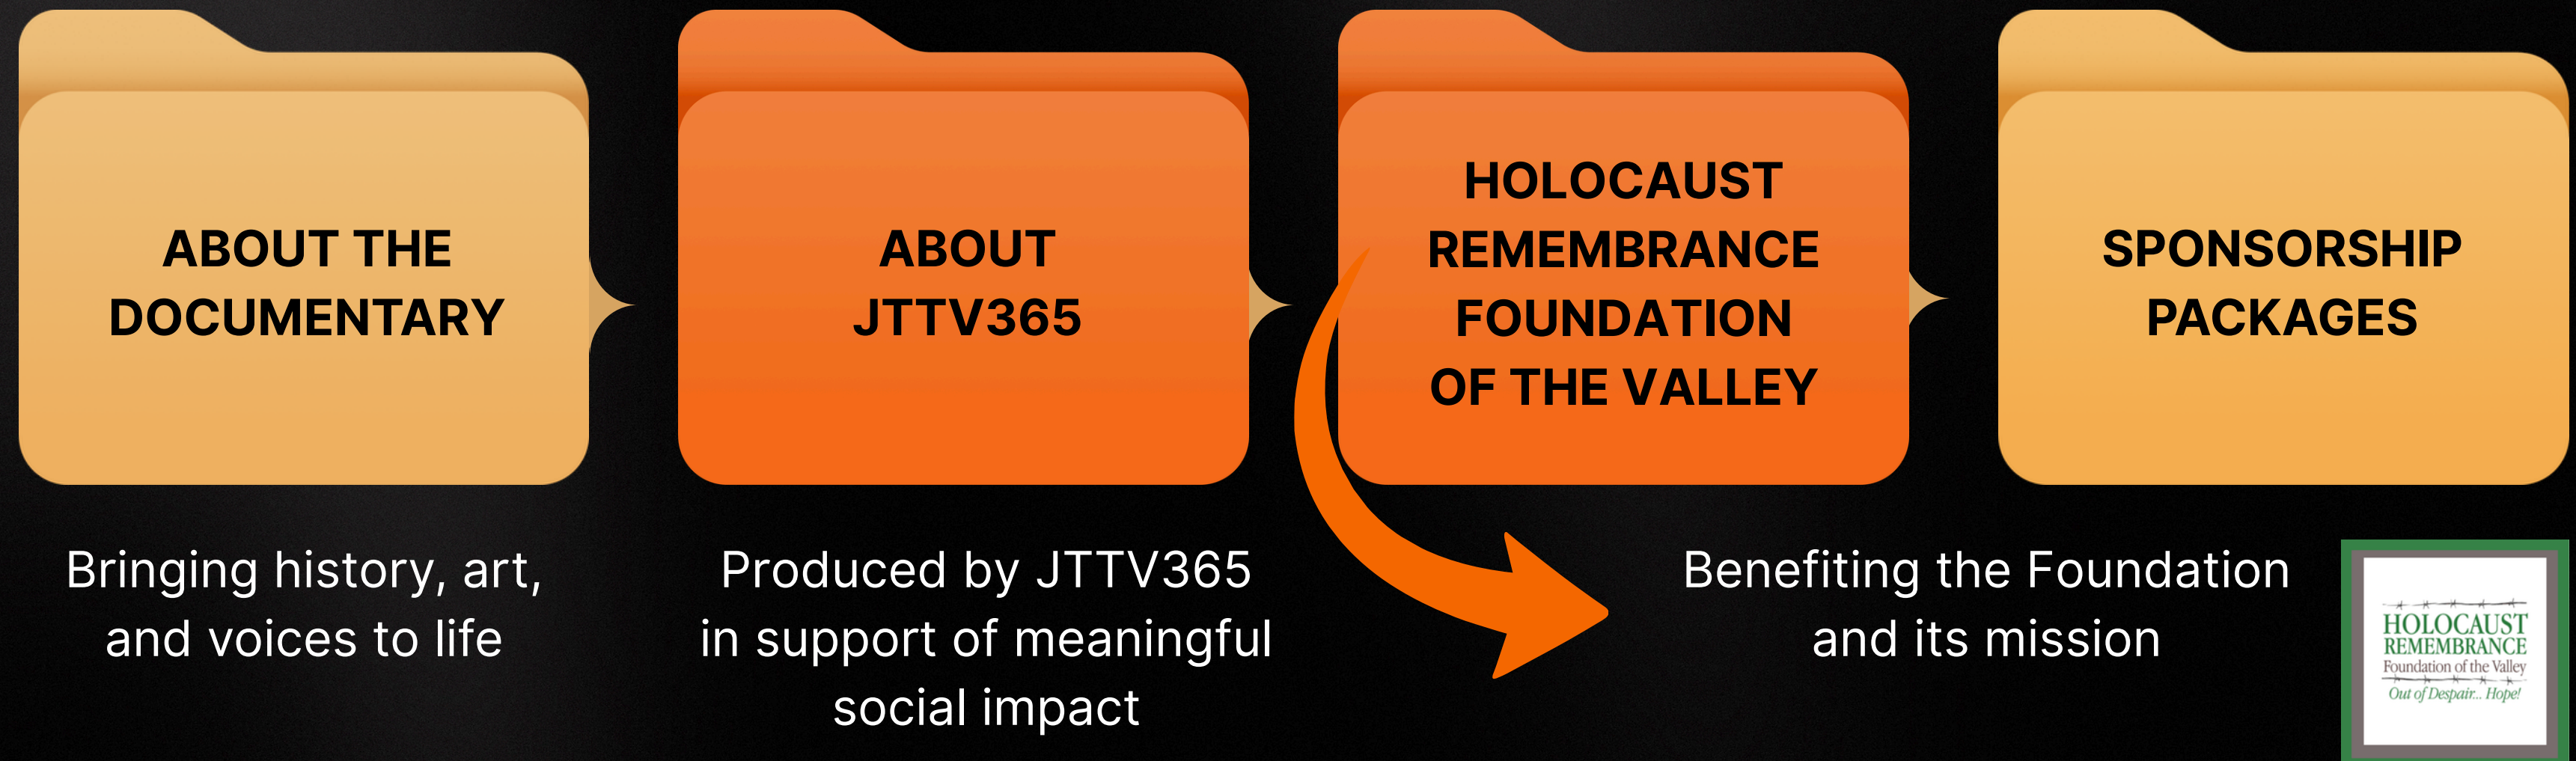 ABOUT THE
DOCUMENTARY
ABOUT
JTTV365
HOLOCAUST
REMEMBRANCE
FOUNDATION
OF THE VALLEY
SPONSORSHIP
PACKAGES
Bringing history, art,
and voices to life
Produced by JTTV365
in support of meaningful
social impact
Benefiting the Foundation
and its mission
HOLOCAUST
REMEMBRANCE
Foundation of the Valley
Out of Despair... Hope!